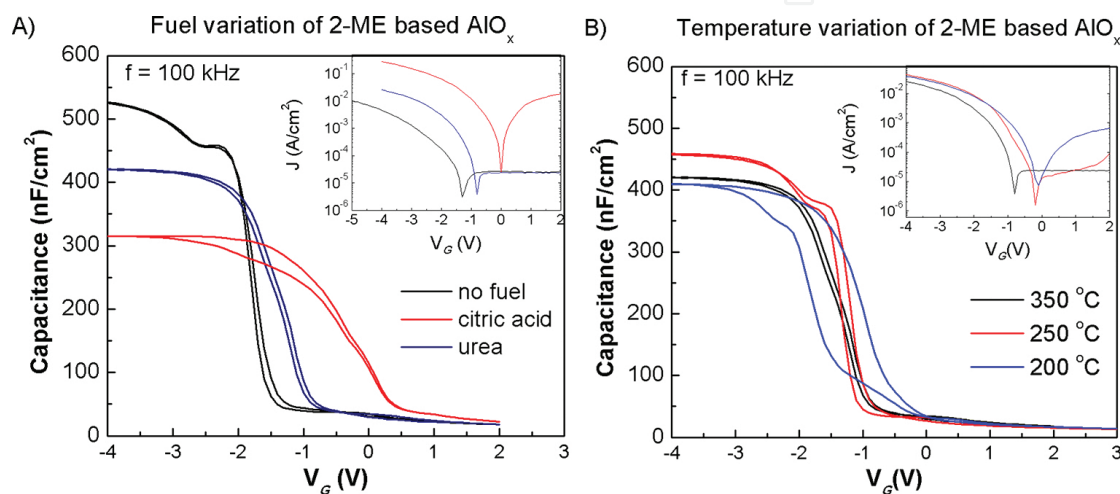 A) Fuel variation of 2-ME based AlOx
f = 100 kHz
Capacitance (nF/cm2)
600
500
400
300
200
100
0
-4 -3 -2 -1 0 1 2 3
VG (V)
no fuel
citric acid
urea
J (A/cm2)
10-1
10-2
10-3
10-4
10-5
10-6
-5 -4 -3 -2 -1 0 1 2
VG (V)
B) Temperature variation of 2-ME based AlOx
f = 100 kHz
Capacitance (nF/cm2)
600
500
400
300
200
100
0
-4 -3 -2 -1 0 1 2 3
VG(V)
350 oC
250 oC
200 oC
J (A/cm2)
10-2
10-3
10-4
10-5
10-6
-4 -3 -2 -1 0 1 2
VG(V)